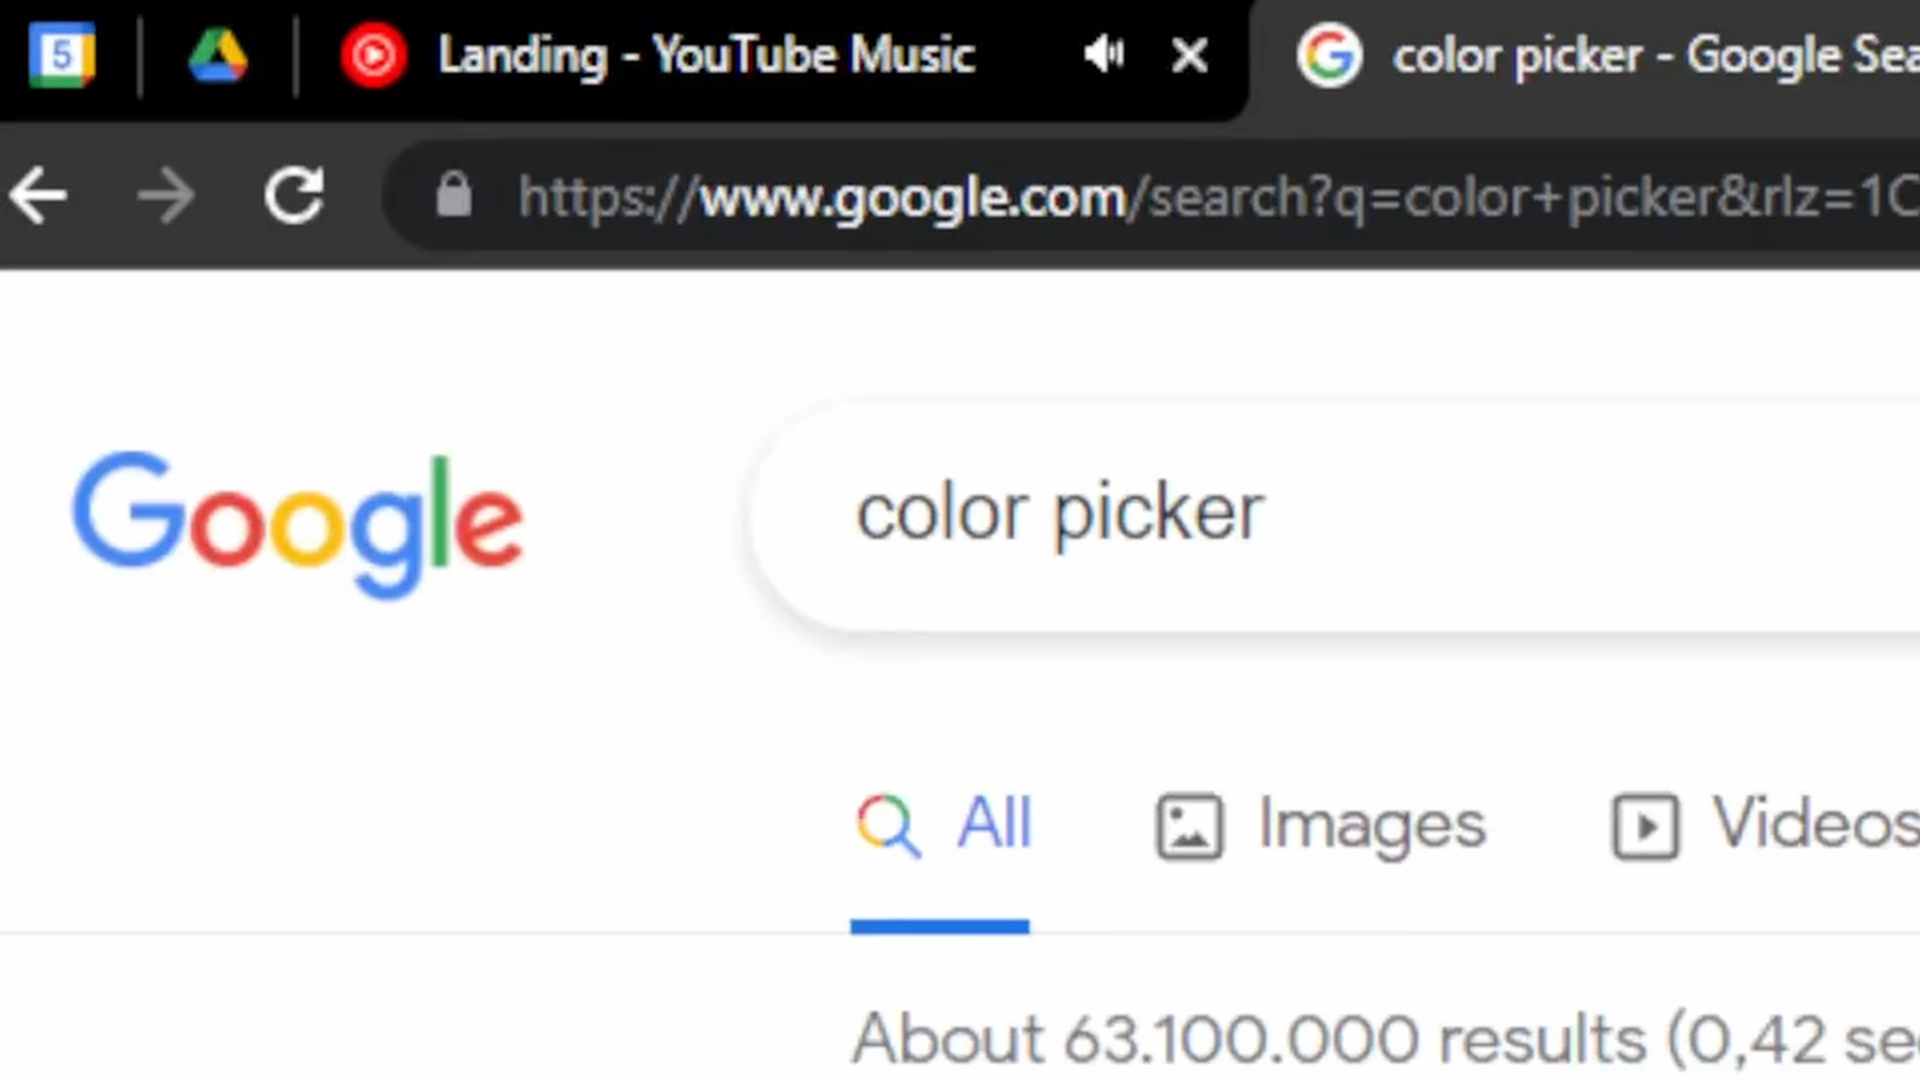 5
Landing - YouTube Music
color picker - Google Sea
https://www.google.com/search?q=color+picker&rlz=1C
Google
color picker
All
Images
Videos
About 63.100.000 results (0,42 sec